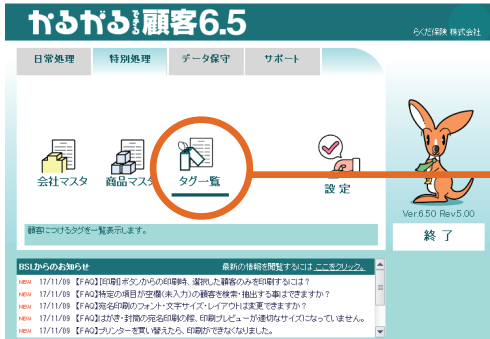 かるがるできる顧客6.5
らくだ保険 株式会社
日常処理 特別処理 データ保守 サポート
会社マスタ 商品マスタ タグ一覧 設定
Ver.6.50 Rev.5.00
顧客につけるタグを一覧表示します。
終了
BSLからのお知らせ 最新の情報を閲覧するには ここをクリック。
NEW 17/11/09 【FAQ】[印刷]ボタンからの印刷時、選択した顧客のみを印刷するには?
NEW 17/11/09 【FAQ】特定の項目が空欄(未入力)の顧客を検索・抽出する事はできますか?
NEW 17/11/09 【FAQ】宛名印刷のフォント・文字サイズ・レイアウトは変更できますか?
NEW 17/11/09 【FAQ】はがき・封筒の宛名印刷の際、印刷プレビューが適切なサイズになっていません。
NEW 17/11/09 【FAQ】プリンターを買い替えたら、印刷ができなくなりました。